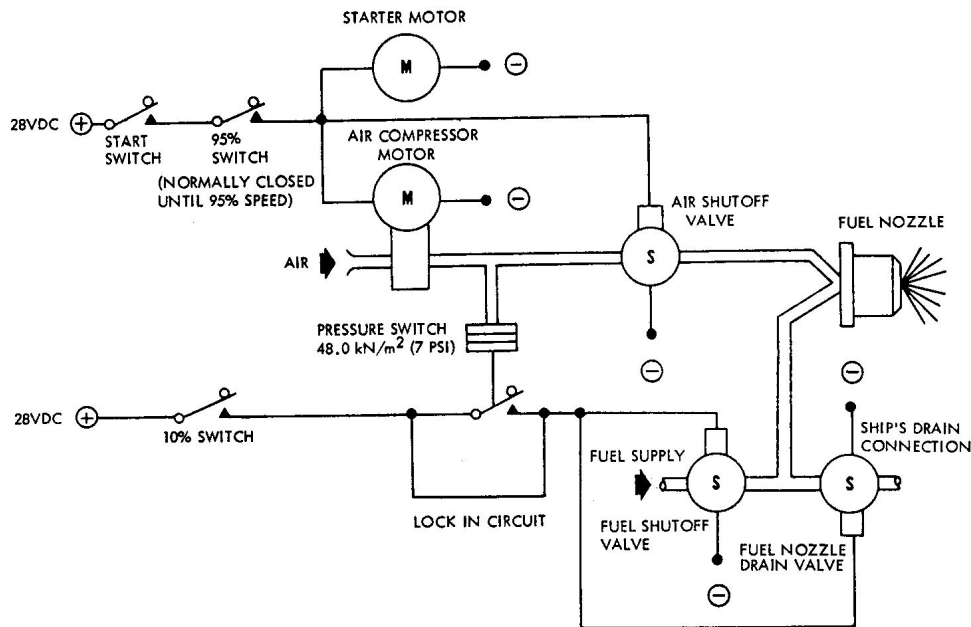 STARTER MOTOR
M
−
28VDC +
START
SWITCH
95%
SWITCH
(NORMALLY CLOSED
UNTIL 95% SPEED)
AIR COMPRESSOR
MOTOR
M
−
AIR SHUTOFF
VALVE
S
−
FUEL NOZZLE
AIR
PRESSURE SWITCH
48.0 kN/m² (7 PSI)
28VDC +
10% SWITCH
LOCK IN CIRCUIT
FUEL SUPPLY
S
FUEL SHUTOFF
VALVE
−
−
SHIP'S DRAIN
CONNECTION
S
FUEL NOZZLE
DRAIN VALVE